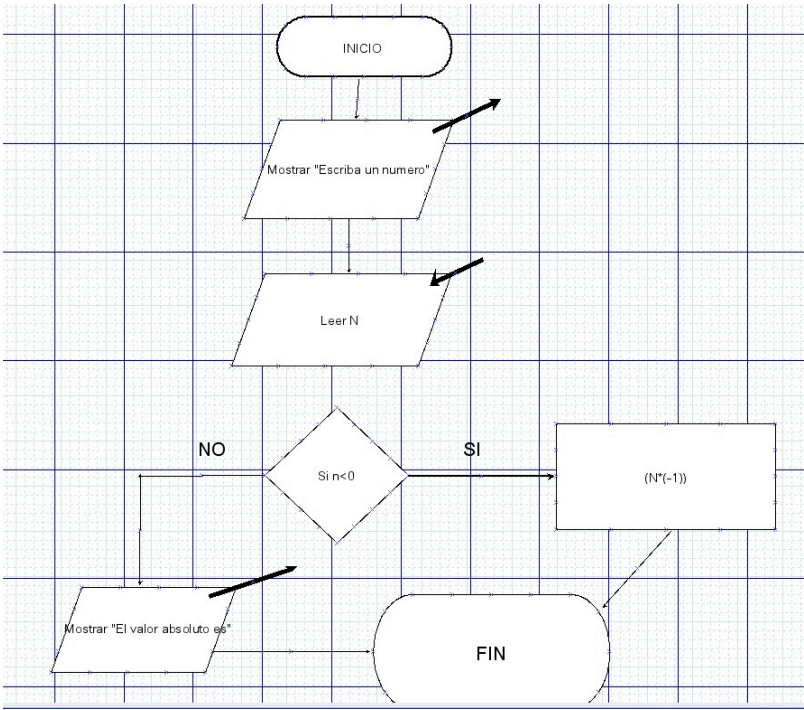 INICIO
Mostrar "Escriba un numero"
Leer N
NO
SI
Si n<0
(N*(-1))
Mostrar "El valor absoluto es"
FIN